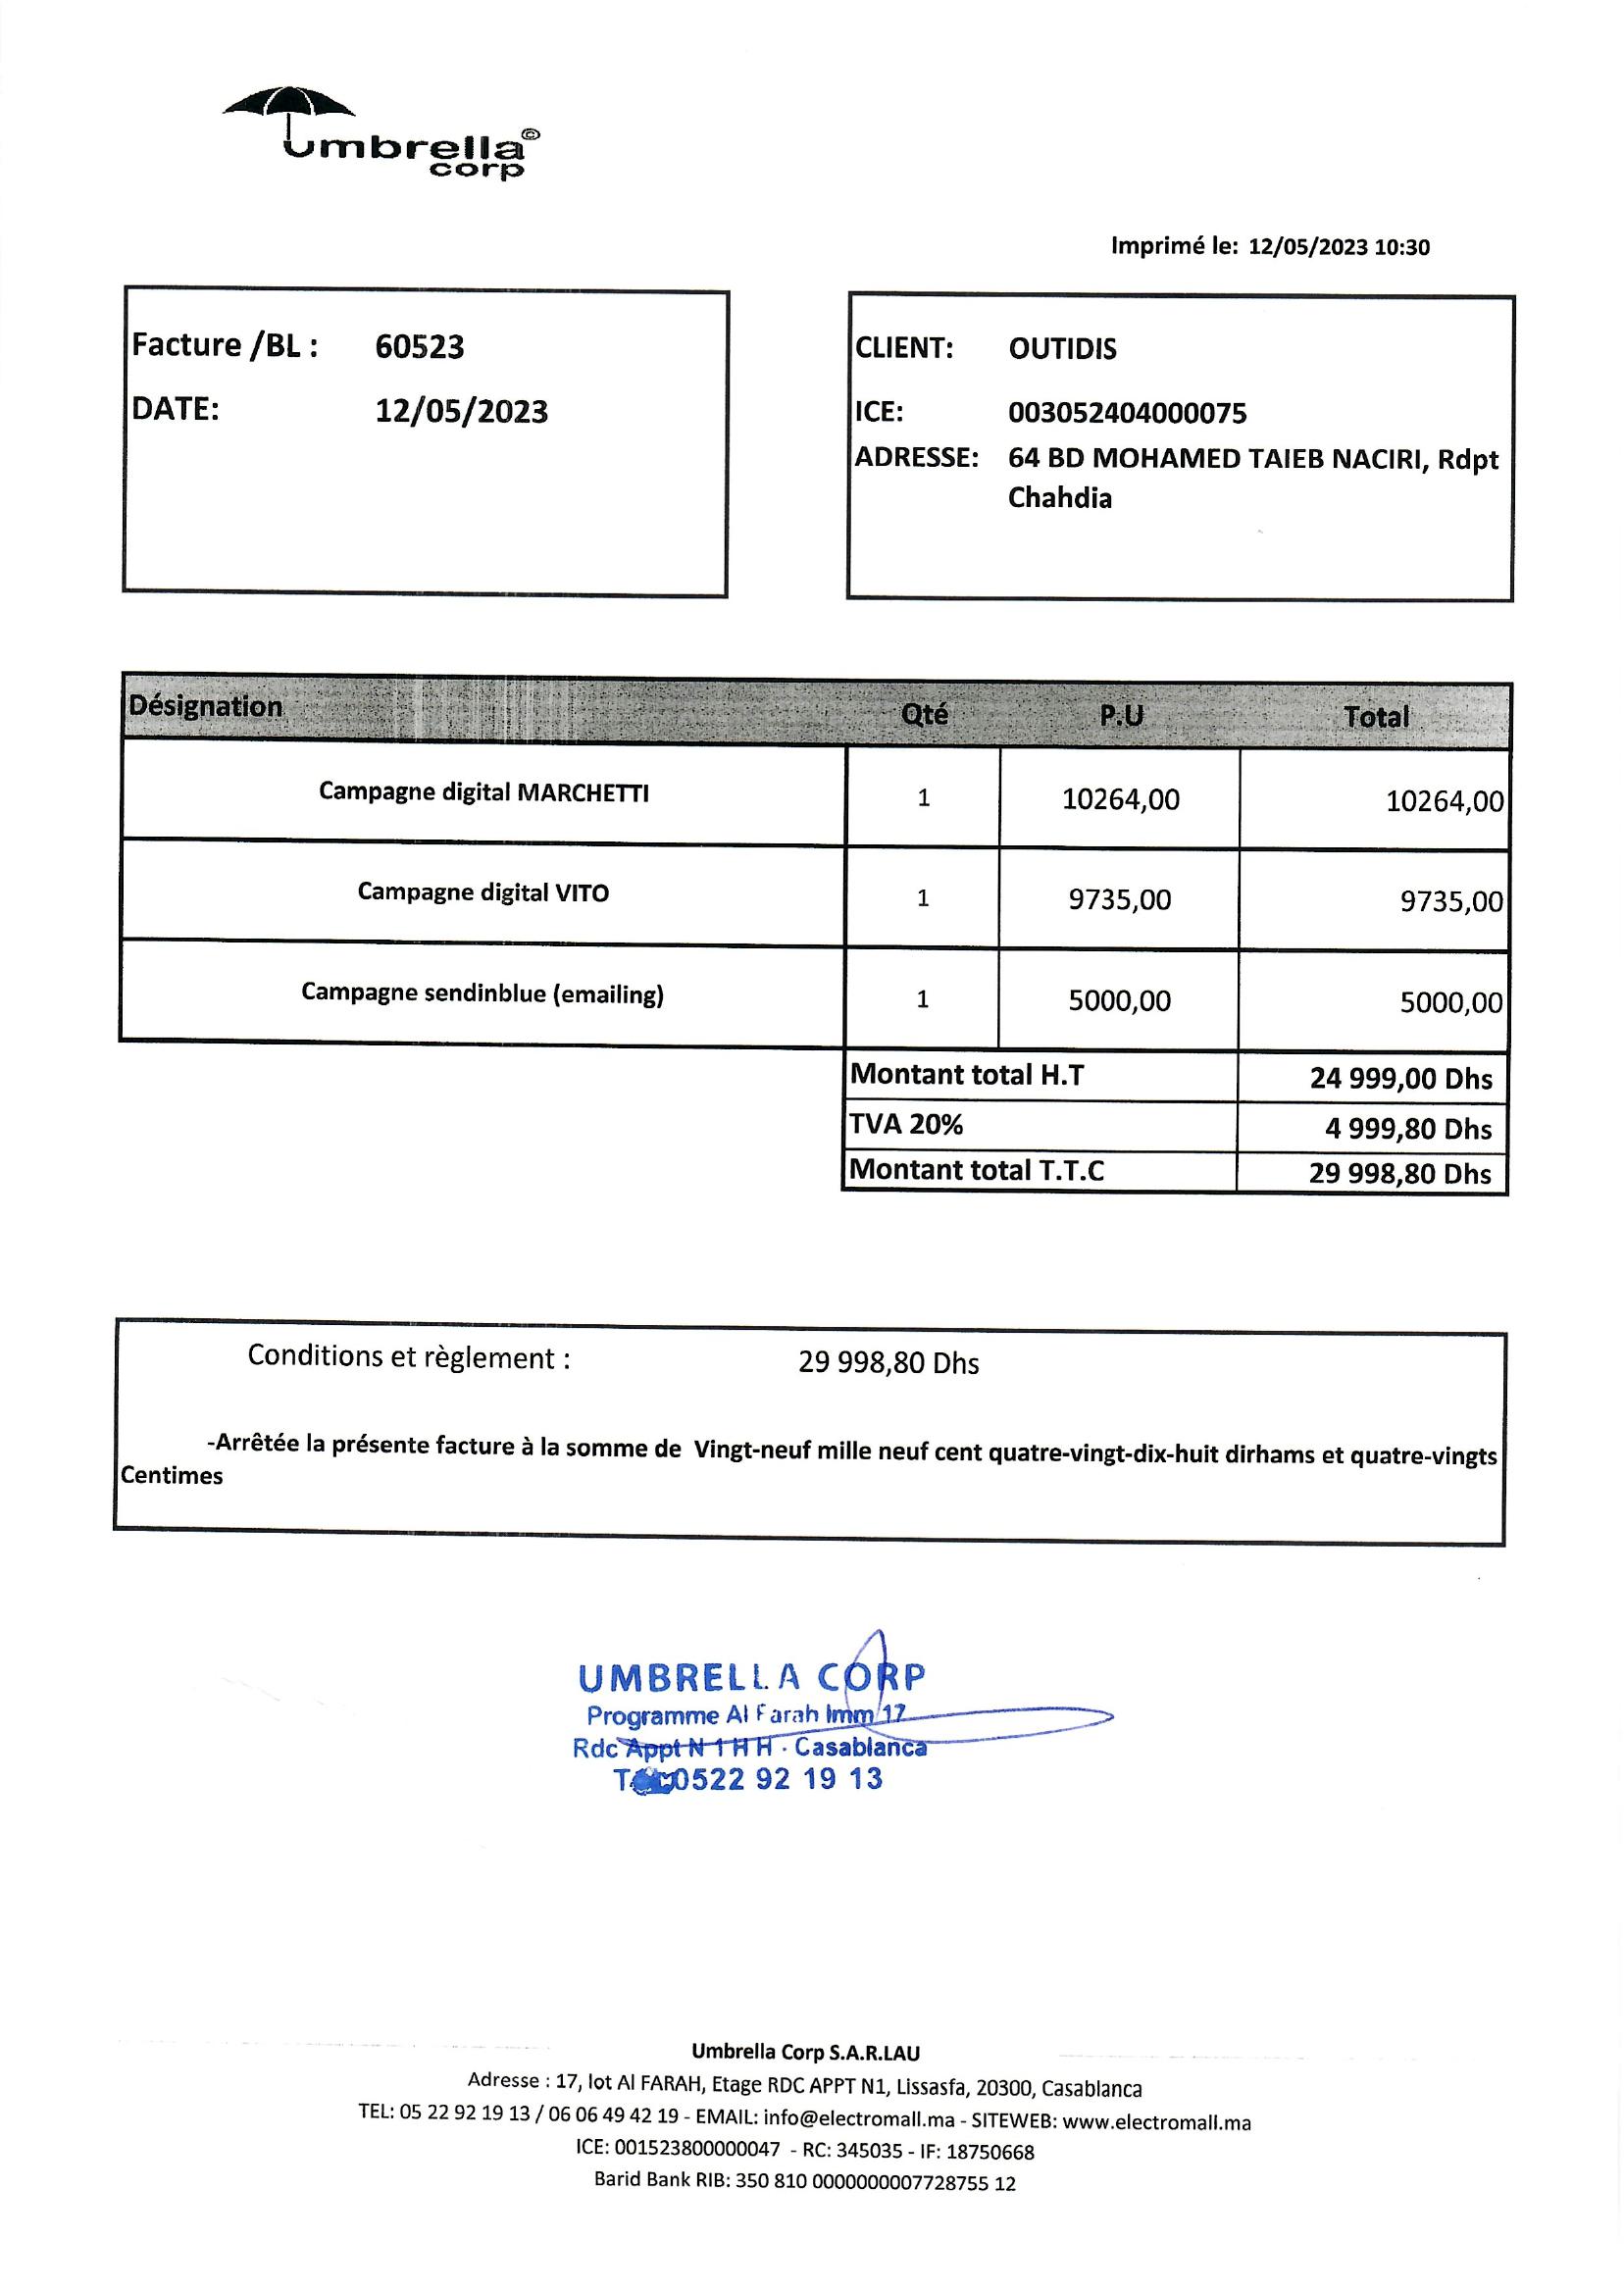 umbrella©
corp
Imprimé le: 12/05/2023 10:30
Facture /BL : 60523
DATE: 12/05/2023
CLIENT: OUTIDIS
ICE: 003052404000075
ADRESSE: 64 BD MOHAMED TAIEB NACIRI, Rdpt
Chahdia
Désignation Qté P.U Total
Campagne digital MARCHETTI 1 10264,00 10264,00
Campagne digital VITO 1 9735,00 9735,00
Campagne sendinblue (emailing) 1 5000,00 5000,00
Montant total H.T 24 999,00 Dhs
TVA 20% 4 999,80 Dhs
Montant total T.T.C 29 998,80 Dhs
Conditions et règlement : 29 998,80 Dhs
-Arrêtée la présente facture à la somme de Vingt-neuf mille neuf cent quatre-vingt-dix-huit dirhams et quatre-vingts
Centimes
UMBRELLA CORP
Programme Al Farah Imm 17
Rdc Appt N 1 H H - Casablanca
0522 92 19 13
Umbrella Corp S.A.R.LAU
Adresse : 17, lot Al FARAH, Etage RDC APPT N1, Lissasfa, 20300, Casablanca
TEL: 05 22 92 19 13 / 06 06 49 42 19 - EMAIL: info@electromall.ma - SITEWEB: www.electromall.ma
ICE: 001523800000047 - RC: 345035 - IF: 18750668
Barid Bank RIB: 350 810 0000000007728755 12